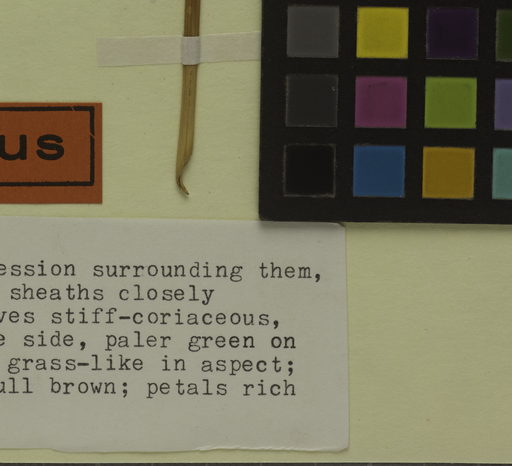 us
ession surrounding them,
sheaths closely
ves stiff-coriaceous,
e side, paler green on
grass-like in aspect;
ull brown; petals rich